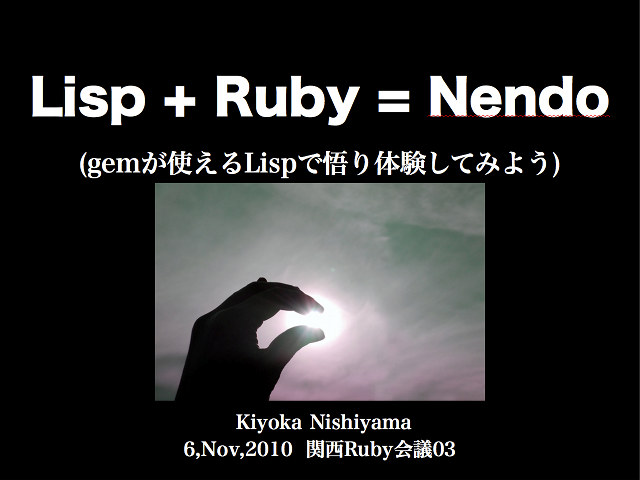 Lisp + Ruby = Nendo
(gemが使えるLispで悟り体験してみよう)
Kiyoka Nishiyama
6,Nov,2010 関西Ruby会議03